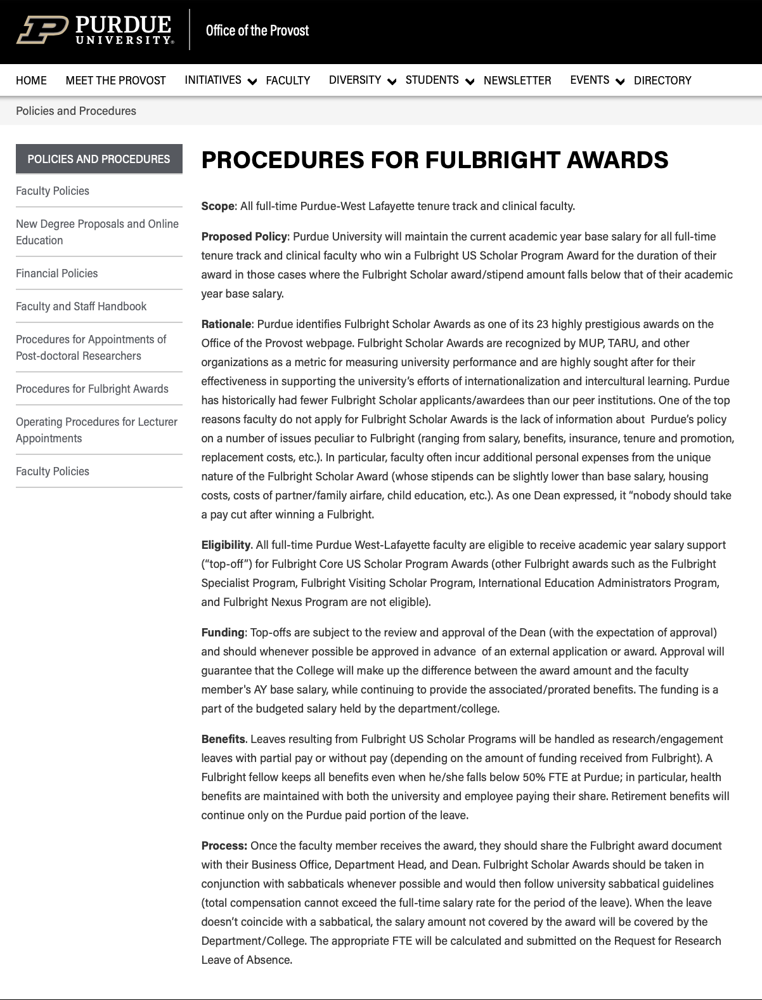 PURDUE
UNIVERSITY®
Office of the Provost
HOME MEET THE PROVOST INITIATIVES FACULTY DIVERSITY STUDENTS NEWSLETTER EVENTS DIRECTORY
Policies and Procedures
POLICIES AND PROCEDURES
Faculty Policies
New Degree Proposals and Online
Education
Financial Policies
Faculty and Staff Handbook
Procedures for Appointments of
Post-doctoral Researchers
Procedures for Fulbright Awards
Operating Procedures for Lecturer
Appointments
Faculty Policies
PROCEDURES FOR FULBRIGHT AWARDS
Scope: All full-time Purdue-West Lafayette tenure track and clinical faculty.
Proposed Policy: Purdue University will maintain the current academic year base salary for all full-time
tenure track and clinical faculty who win a Fulbright US Scholar Program Award for the duration of their
award in those cases where the Fulbright Scholar award/stipend amount falls below that of their academic
year base salary.
Rationale: Purdue identifies Fulbright Scholar Awards as one of its 23 highly prestigious awards on the
Office of the Provost webpage. Fulbright Scholar Awards are recognized by MUP, TARU, and other
organizations as a metric for measuring university performance and are highly sought after for their
effectiveness in supporting the university’s efforts of internationalization and intercultural learning. Purdue
has historically had fewer Fulbright Scholar applicants/awardees than our peer institutions. One of the top
reasons faculty do not apply for Fulbright Scholar Awards is the lack of information about  Purdue’s policy
on a number of issues peculiar to Fulbright (ranging from salary, benefits, insurance, tenure and promotion,
replacement costs, etc.). In particular, faculty often incur additional personal expenses from the unique
nature of the Fulbright Scholar Award (whose stipends can be slightly lower than base salary, housing
costs, costs of partner/family airfare, child education, etc.). As one Dean expressed, it “nobody should take
a pay cut after winning a Fulbright.
Eligibility. All full-time Purdue West-Lafayette faculty are eligible to receive academic year salary support
(“top-off”) for Fulbright Core US Scholar Program Awards (other Fulbright awards such as the Fulbright
Specialist Program, Fulbright Visiting Scholar Program, International Education Administrators Program,
and Fulbright Nexus Program are not eligible).
Funding: Top-offs are subject to the review and approval of the Dean (with the expectation of approval)
and should whenever possible be approved in advance  of an external application or award. Approval will
guarantee that the College will make up the difference between the award amount and the faculty
member's AY base salary, while continuing to provide the associated/prorated benefits. The funding is a
part of the budgeted salary held by the department/college.
Benefits. Leaves resulting from Fulbright US Scholar Programs will be handled as research/engagement
leaves with partial pay or without pay (depending on the amount of funding received from Fulbright). A
Fulbright fellow keeps all benefits even when he/she falls below 50% FTE at Purdue; in particular, health
benefits are maintained with both the university and employee paying their share. Retirement benefits will
continue only on the Purdue paid portion of the leave.
Process: Once the faculty member receives the award, they should share the Fulbright award document
with their Business Office, Department Head, and Dean. Fulbright Scholar Awards should be taken in
conjunction with sabbaticals whenever possible and would then follow university sabbatical guidelines
(total compensation cannot exceed the full-time salary rate for the period of the leave). When the leave
doesn’t coincide with a sabbatical, the salary amount not covered by the award will be covered by the
Department/College. The appropriate FTE will be calculated and submitted on the Request for Research
Leave of Absence.